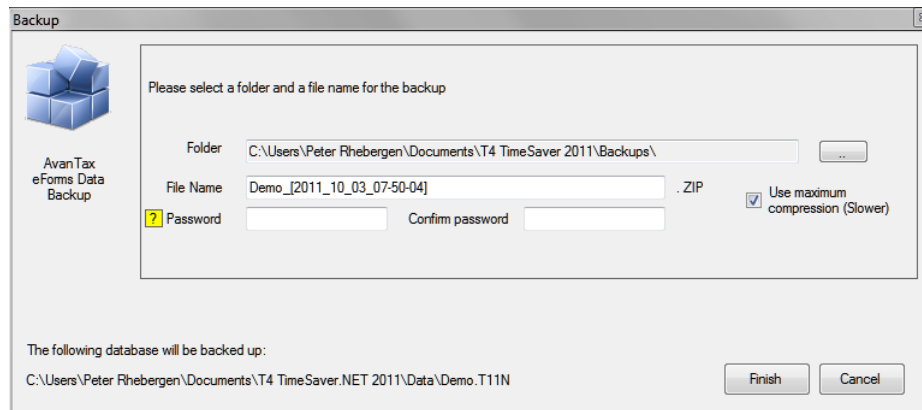 Backup
AvanTax
eForms Data
Backup
Please select a folder and a file name for the backup
Folder
C:\Users\Peter Rhebergen\Documents\T4 TimeSaver 2011\Backups\
..
File Name
Demo_[2011_10_03_07-50-04]
. ZIP
Use maximum
compression (Slower)
? Password
Confirm password
The following database will be backed up:
C:\Users\Peter Rhebergen\Documents\T4 TimeSaver.NET 2011\Data\Demo.T11N
Finish
Cancel